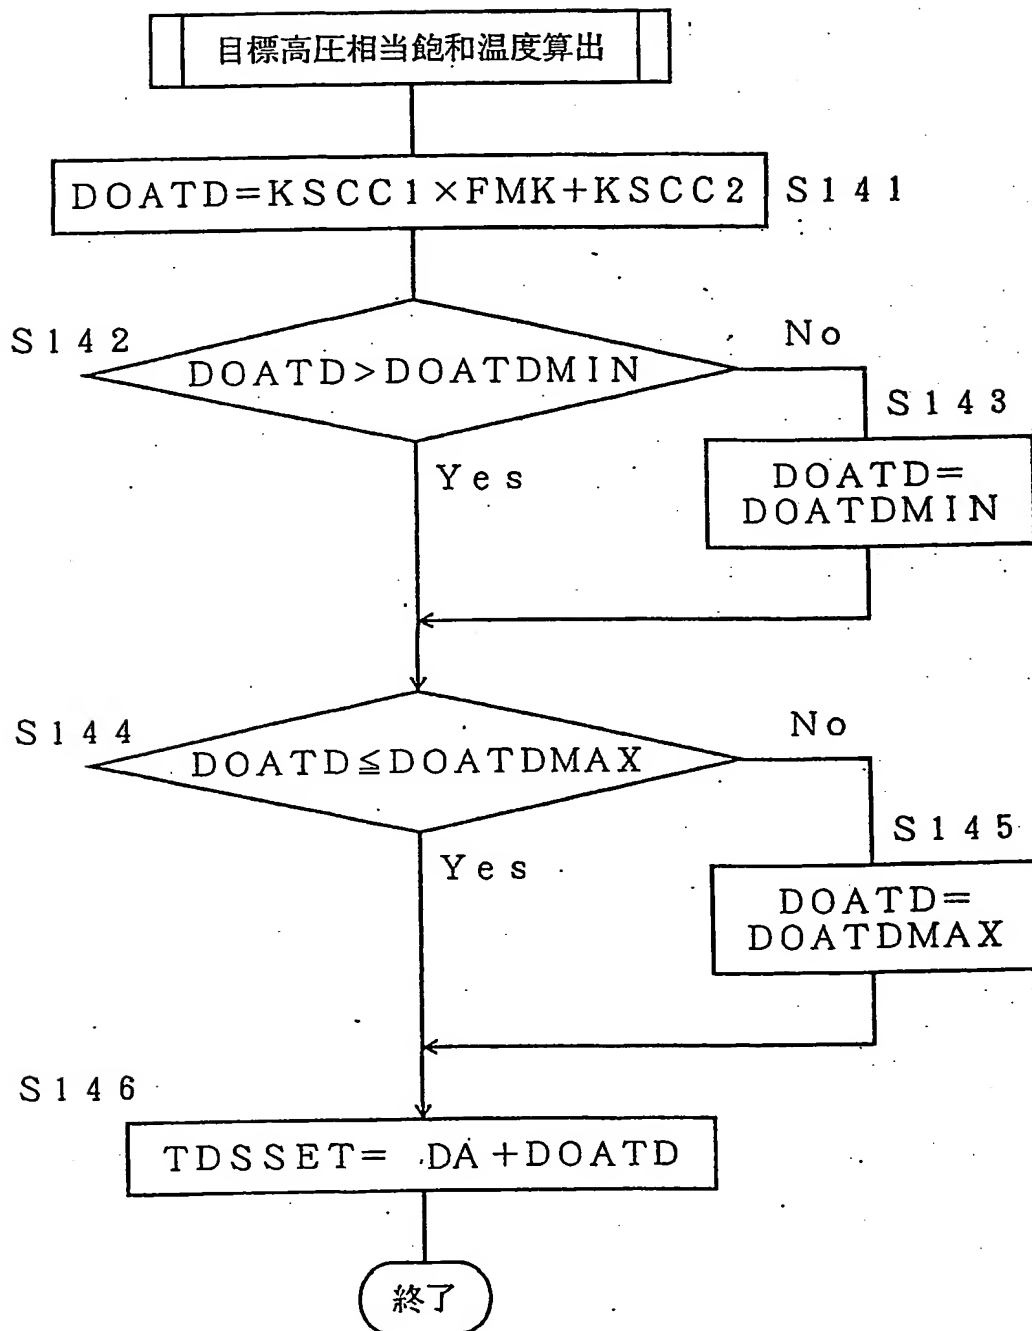 目標高圧相当飽和温度算出
DOATD=KSCC1×FMK+KSCC2
S141
S142
DOATD>DOATDMIN
No
S143
DOATD=
DOATDMIN
Yes
S144
DOATD≦DOATDMAX
No
S145
DOATD=
DOATDMAX
Yes
S146
TDSSET= DA+DOATD
終了